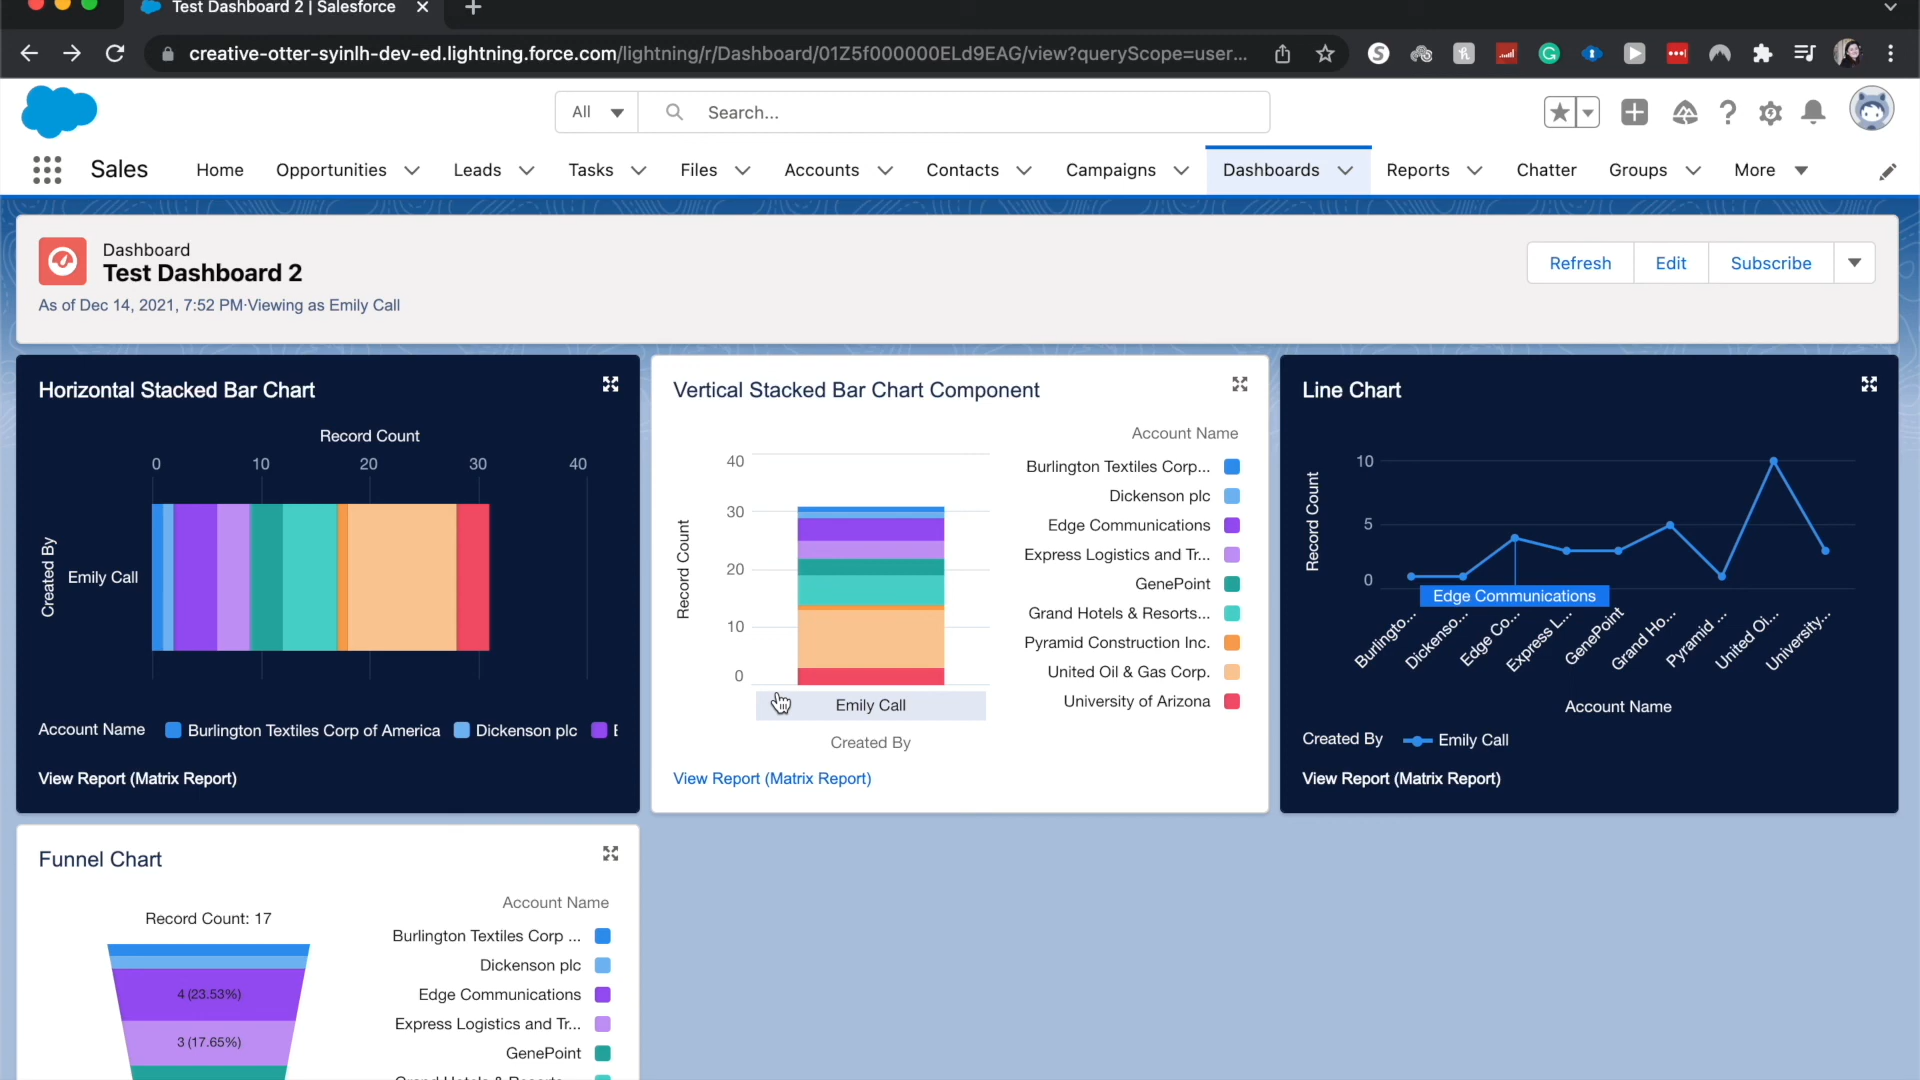 Test Dashboard 2 | Salesforce
creative-otter-syinlh-dev-ed.lightning.force.com/lightning/r/Dashboard/01Z5f000000ELd9EAG/view?queryScope=user...
All
Search...
Sales
Home
Opportunities
Leads
Tasks
Files
Accounts
Contacts
Campaigns
Dashboards
Reports
Chatter
Groups
More
Dashboard
Test Dashboard 2
As of Dec 14, 2021, 7:52 PM·Viewing as Emily Call
Refresh
Edit
Subscribe
Horizontal Stacked Bar Chart
Record Count
0 10 20 30 40
Created By
Emily Call
Account Name Burlington Textiles Corp of America Dickenson plc
View Report (Matrix Report)
Vertical Stacked Bar Chart Component
Account Name
Record Count
40
30
20
10
0
Burlington Textiles Corp...
Dickenson plc
Edge Communications
Express Logistics and Tr...
GenePoint
Grand Hotels & Resorts...
Pyramid Construction Inc.
United Oil & Gas Corp.
University of Arizona
Emily Call
Created By
View Report (Matrix Report)
Line Chart
Record Count
10
5
0
Edge Communications
Burlingto...
Dickenso...
Edge Co...
Express L...
GenePoint
Grand Ho...
Pyramid ...
United Oi...
University...
Account Name
Created By Emily Call
View Report (Matrix Report)
Funnel Chart
Account Name
Record Count: 17
4 (23.53%)
3 (17.65%)
Burlington Textiles Corp ...
Dickenson plc
Edge Communications
Express Logistics and Tr...
GenePoint